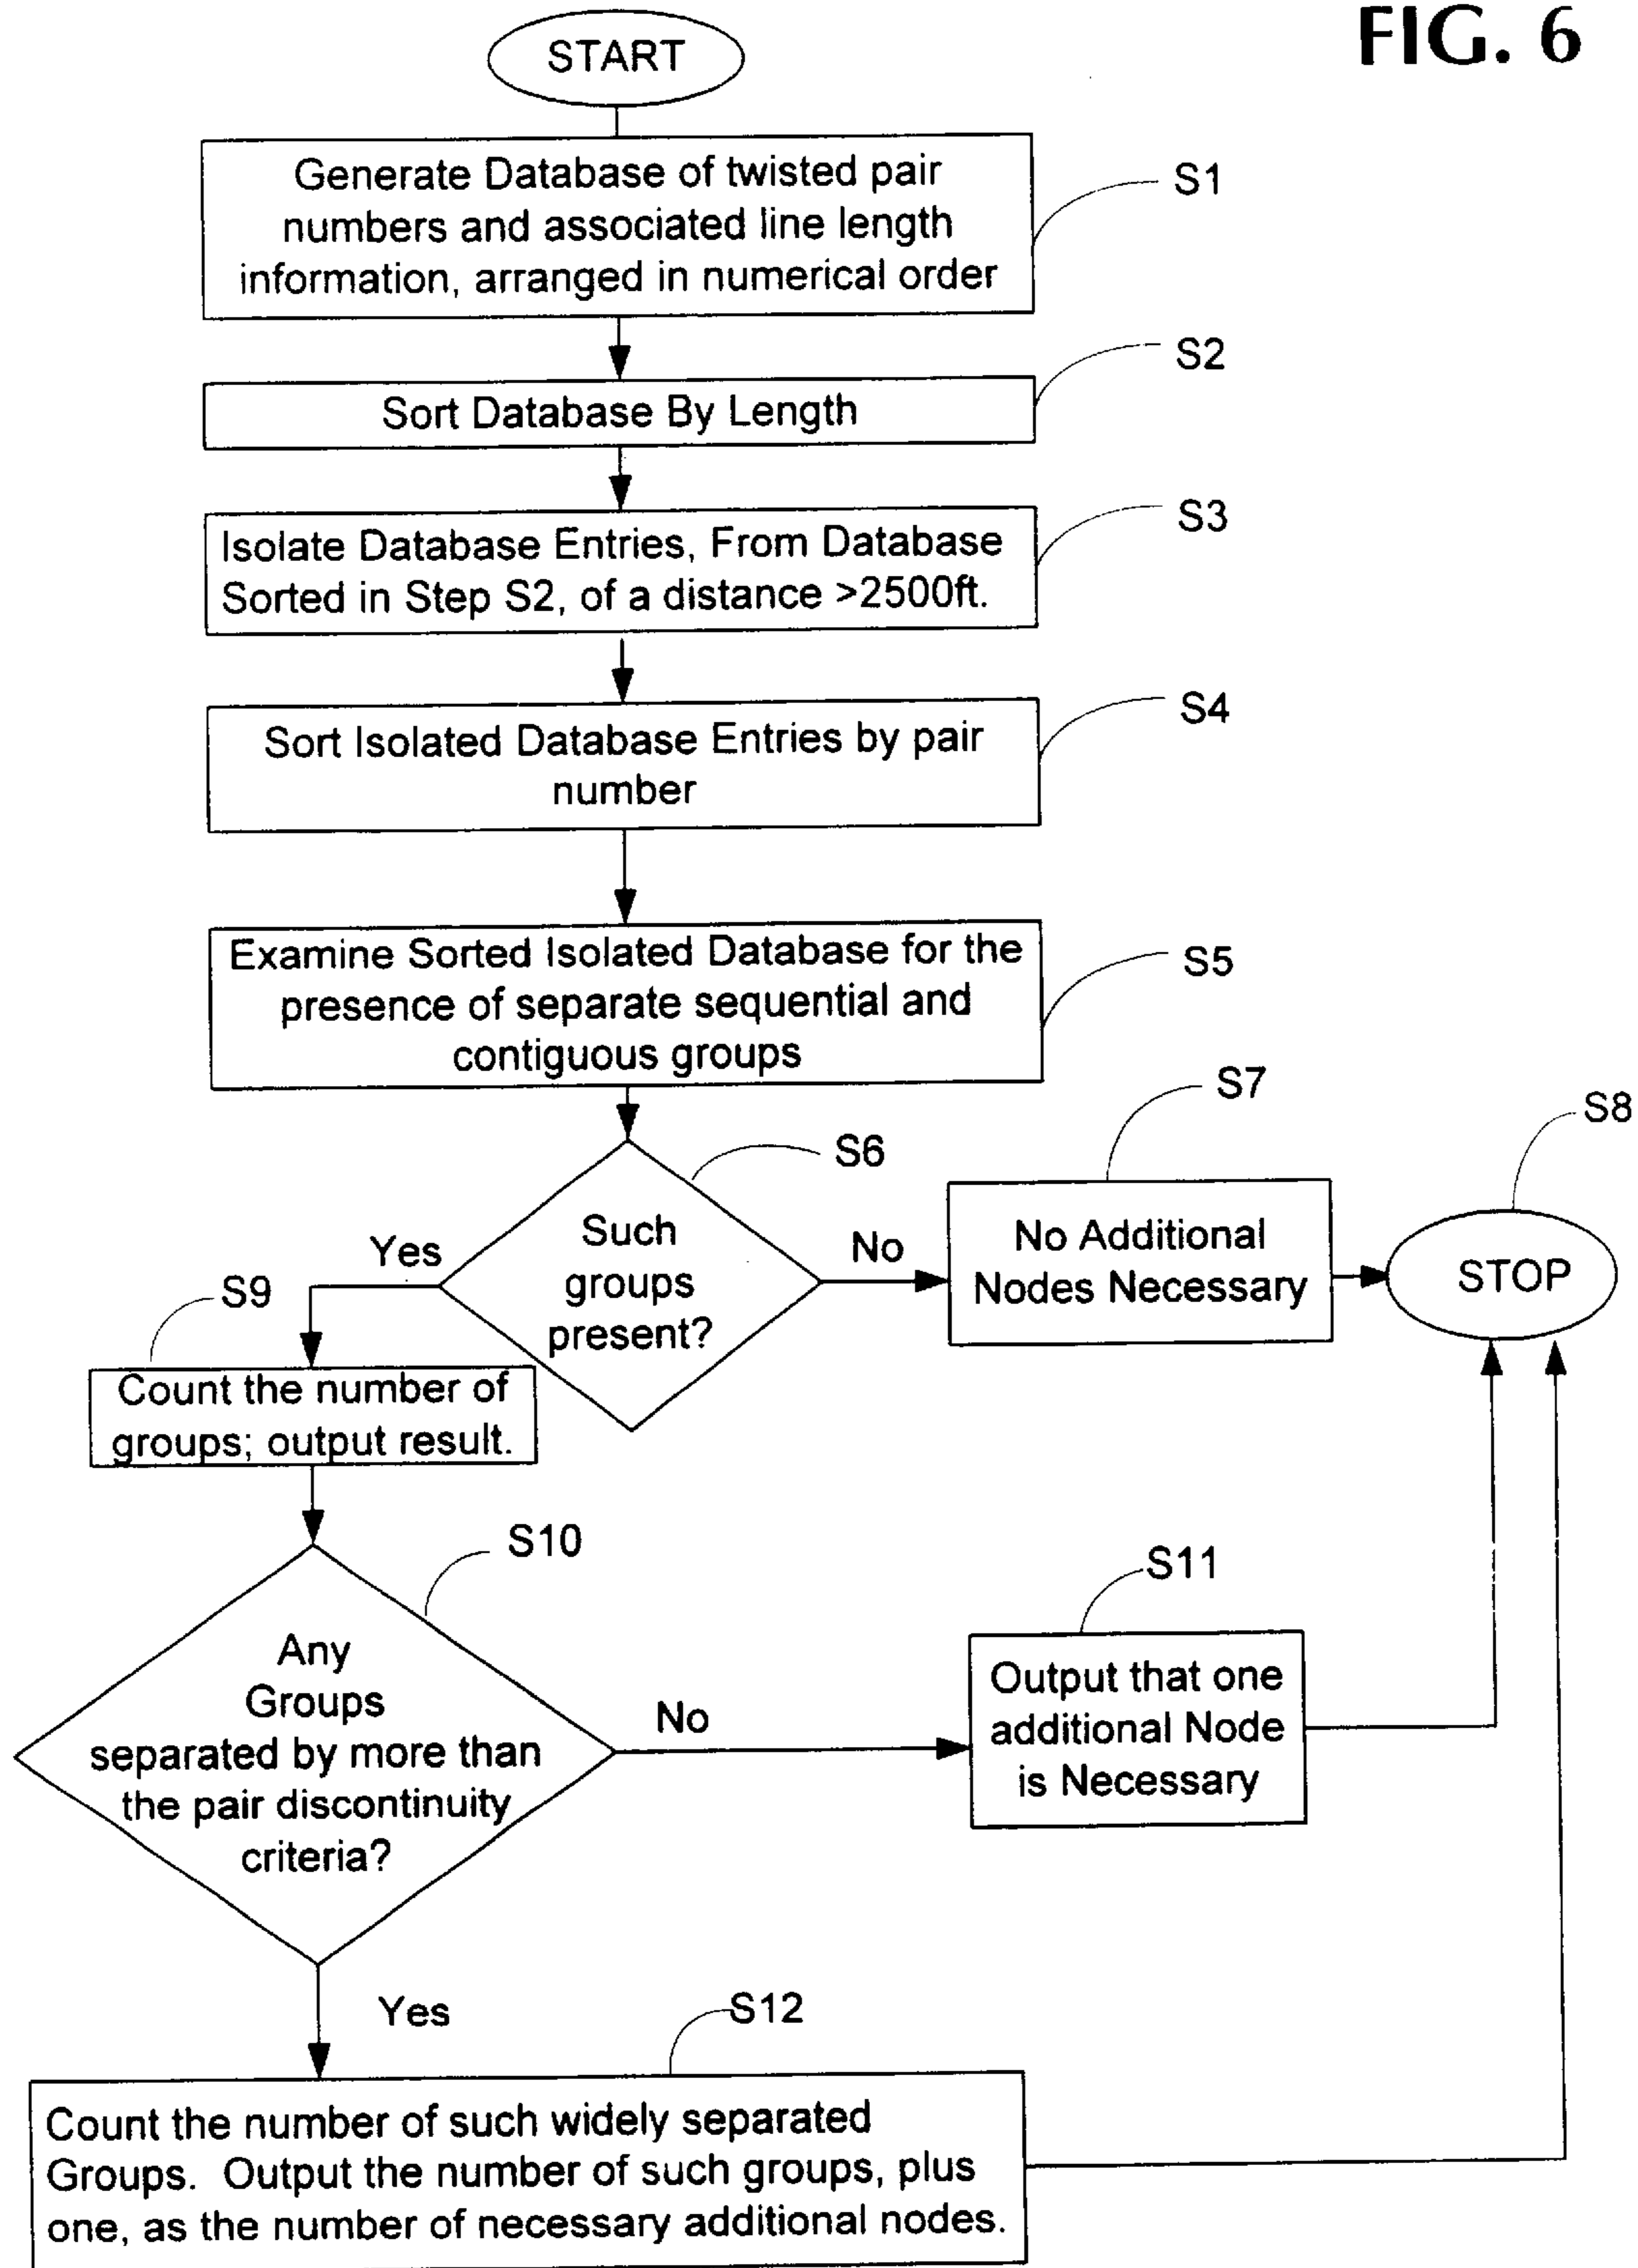 FIG. 6
START
Generate Database of twisted pair
numbers and associated line length
information, arranged in numerical order
S1
S2
Sort Database By Length
S3
Isolate Database Entries, From Database
Sorted in Step S2, of a distance >2500ft.
S4
Sort Isolated Database Entries by pair
number
Examine Sorted Isolated Database for the
presence of separate sequential and
contiguous groups
S5
S6
Such
groups
present?
Yes
No
S7
No Additional
Nodes Necessary
S8
STOP
S9
Count the number of
groups; output result.
S10
Any
Groups
separated by more than
the pair discontinuity
criteria?
No
S11
Output that one
additional Node
is Necessary
Yes
S12
Count the number of such widely separated
Groups. Output the number of such groups, plus
one, as the number of necessary additional nodes.